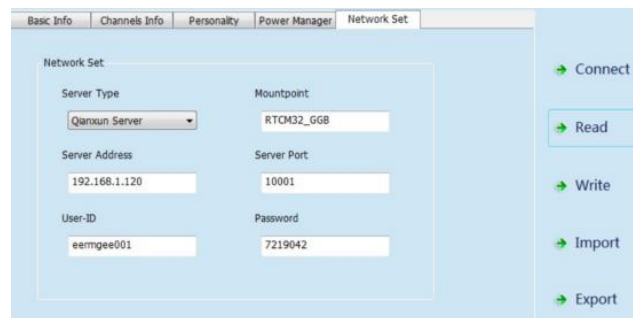 Basic Info Channels Info Personality Power Manager Network Set
Network Set
Server Type Mountpoint
Qianxun Server RTCM32_GGB
Server Address Server Port
192.168.1.120 10001
User-ID Password
eermgee001 7219042
Connect
Read
Write
Import
Export